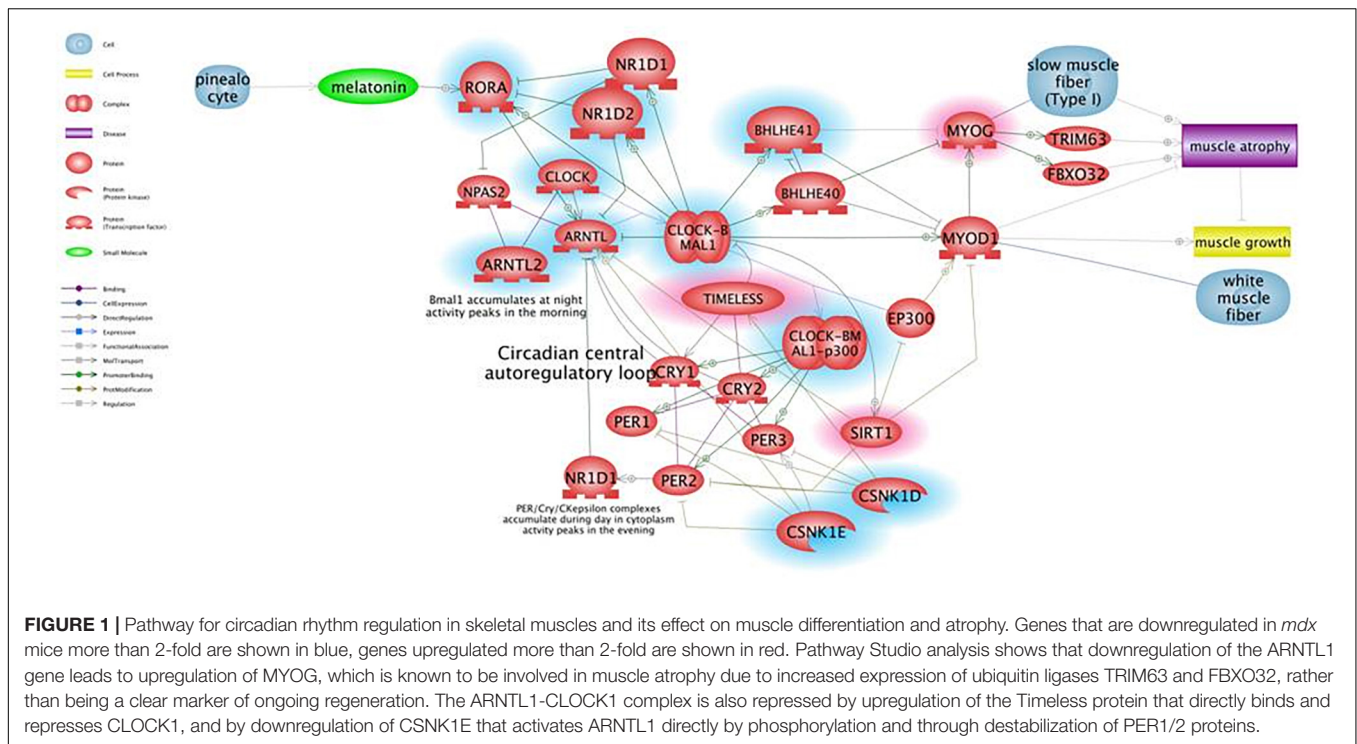 Cell
Cell Process
Complex
Disease
Protein
Protein
(Protein kinase)
Protein
(Transcription factor)
Small Molecule
Binding
CellExpression
DirectRegulation
Expression
FunctionalAssociation
MolTransport
PromoterBinding
ProtModification
Regulation
pinealo
cyte
melatonin
RORA
NR1D1
NR1D2
CLOCK
NPAS2
ARNTL
ARNTL2
Bmal1 accumulates at night
activity peaks in the morning
CLOCK-B
MAL1
BHLHE41
BHLHE40
MYOG
slow muscle
fiber
(Type I)
TRIM63
FBXO32
muscle atrophy
MYOD1
muscle growth
white
muscle
fiber
TIMELESS
EP300
CLOCK-BM
AL1-p300
Circadian central
autoregulatory loop
CRY1
CRY2
PER1
PER3
SIRT1
NR1D1
PER2
CSNK1D
CSNK1E
PER/Cry/CKepsilon complexes
accumulate during day in cytoplasm
actvity peaks in the evening
FIGURE 1 | Pathway for circadian rhythm regulation in skeletal muscles and its effect on muscle differentiation and atrophy. Genes that are downregulated in mdx
mice more than 2-fold are shown in blue, genes upregulated more than 2-fold are shown in red. Pathway Studio analysis shows that downregulation of the ARNTL1
gene leads to upregulation of MYOG, which is known to be involved in muscle atrophy due to increased expression of ubiquitin ligases TRIM63 and FBXO32, rather
than being a clear marker of ongoing regeneration. The ARNTL1-CLOCK1 complex is also repressed by upregulation of the Timeless protein that directly binds and
represses CLOCK1, and by downregulation of CSNK1E that activates ARNTL1 directly by phosphorylation and through destabilization of PER1/2 proteins.